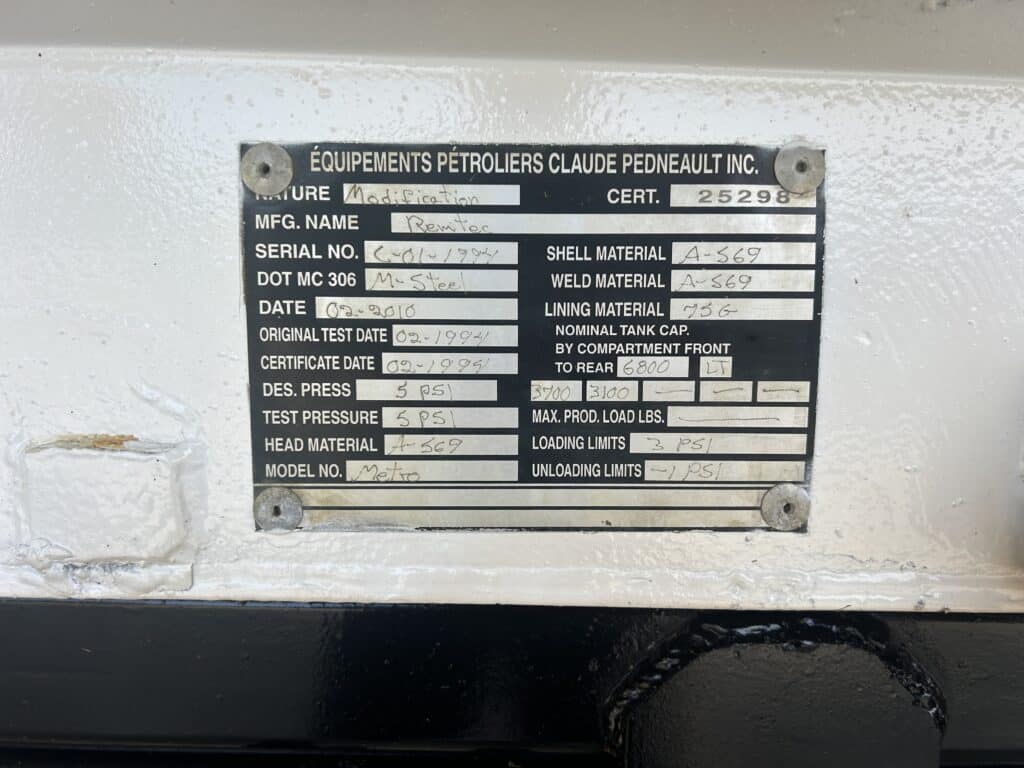 ÉQUIPEMENTS PÉTROLIERS CLAUDE PEDNEAULT INC.
NATURE Modification CERT. 25298
MFG. NAME Remtec
SERIAL NO. C-01-1994 SHELL MATERIAL A-569
DOT MC 306 M-Steel WELD MATERIAL A-569
DATE 02-2010 LINING MATERIAL 75G
ORIGINAL TEST DATE 02-1994 NOMINAL TANK CAP.
BY COMPARTMENT FRONT
CERTIFICATE DATE 02-1994 TO REAR 6800 LT
DES. PRESS 5 PSI 3700 3100 — — —
TEST PRESSURE 5 PSI MAX. PROD. LOAD LBS. —
HEAD MATERIAL A-569 LOADING LIMITS 3 PSI
MODEL NO. Metro UNLOADING LIMITS -1 PSI